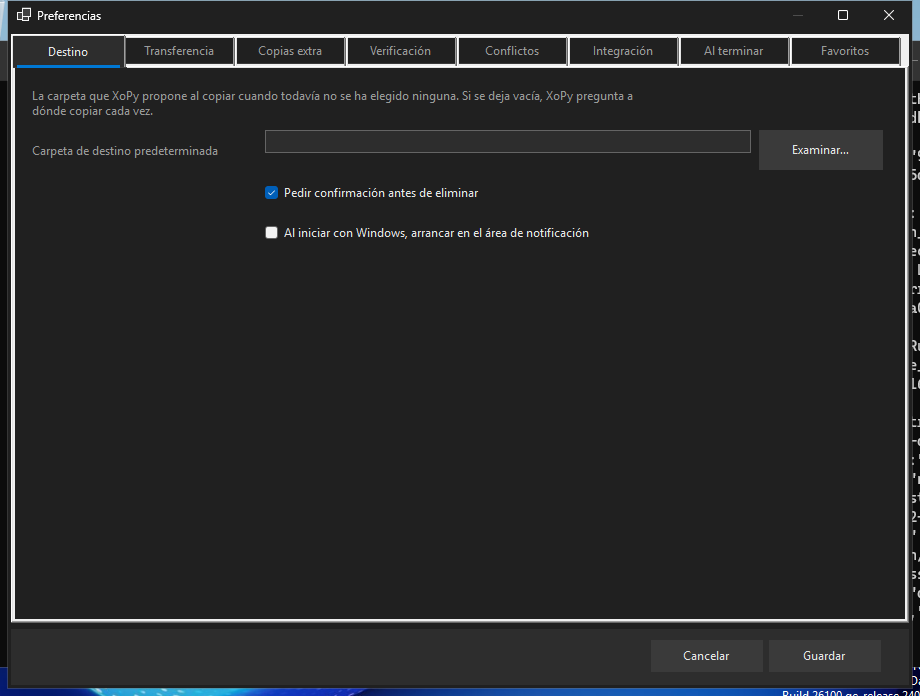 Preferencias
Destino
Transferencia
Copias extra
Verificación
Conflictos
Integración
Al terminar
Favoritos
La carpeta que XoPy propone al copiar cuando todavía no se ha elegido ninguna. Si se deja vacía, XoPy pregunta a
dónde copiar cada vez.
Carpeta de destino predeterminada
Examinar...
Pedir confirmación antes de eliminar
Al iniciar con Windows, arrancar en el área de notificación
Cancelar
Guardar